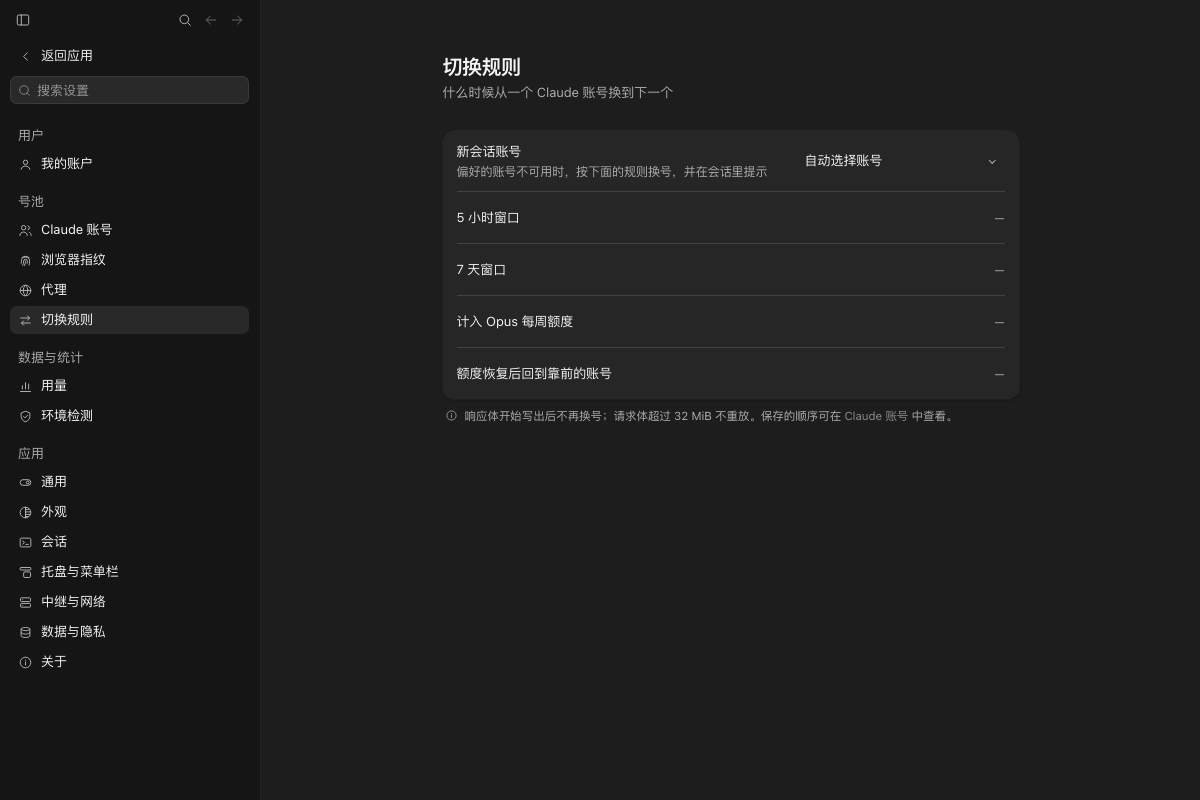 返回应用
搜索设置
用户
我的账户
号池
Claude 账号
浏览器指纹
代理
切换规则
数据与统计
用量
环境检测
应用
通用
外观
会话
托盘与菜单栏
中继与网络
数据与隐私
关于
切换规则
什么时候从一个 Claude 账号换到下一个
新会话账号
偏好的账号不可用时，按下面的规则换号，并在会话里提示
自动选择账号
5 小时窗口 —
7 天窗口 —
计入 Opus 每周额度 —
额度恢复后回到靠前的账号 —
响应体开始写出后不再换号；请求体超过 32 MiB 不重放。保存的顺序可在 Claude 账号 中查看。